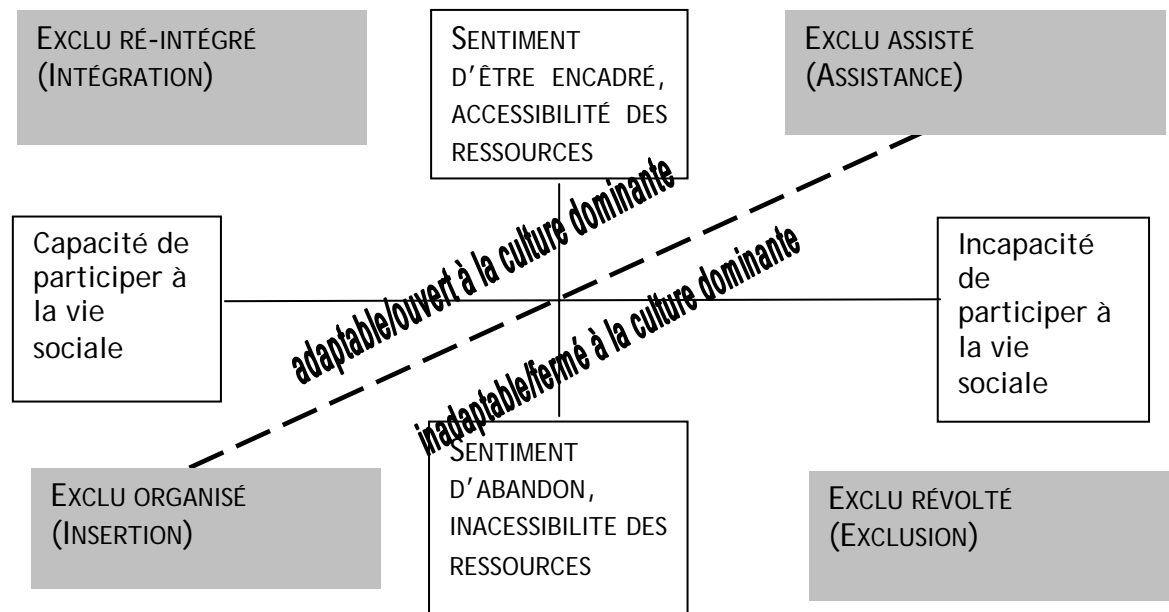 EXCLU RÉ-INTÉGRÉ
(INTÉGRATION)
SENTIMENT
D'ÊTRE ENCADRÉ,
ACCESSIBILITÉ DES
RESSOURCES
EXCLU ASSISTÉ
(ASSISTANCE)
adaptable/ouvert à la culture dominante
Capacité de
participer à
la vie
sociale
inadaptable/fermé à la culture dominante
Incapacité
de
participer à
la vie
sociale
EXCLU ORGANISÉ
(INSERTION)
SENTIMENT
D'ABANDON,
INACESSIBILITE DES
RESSOURCES
EXCLU RÉVOLTÉ
(EXCLUSION)